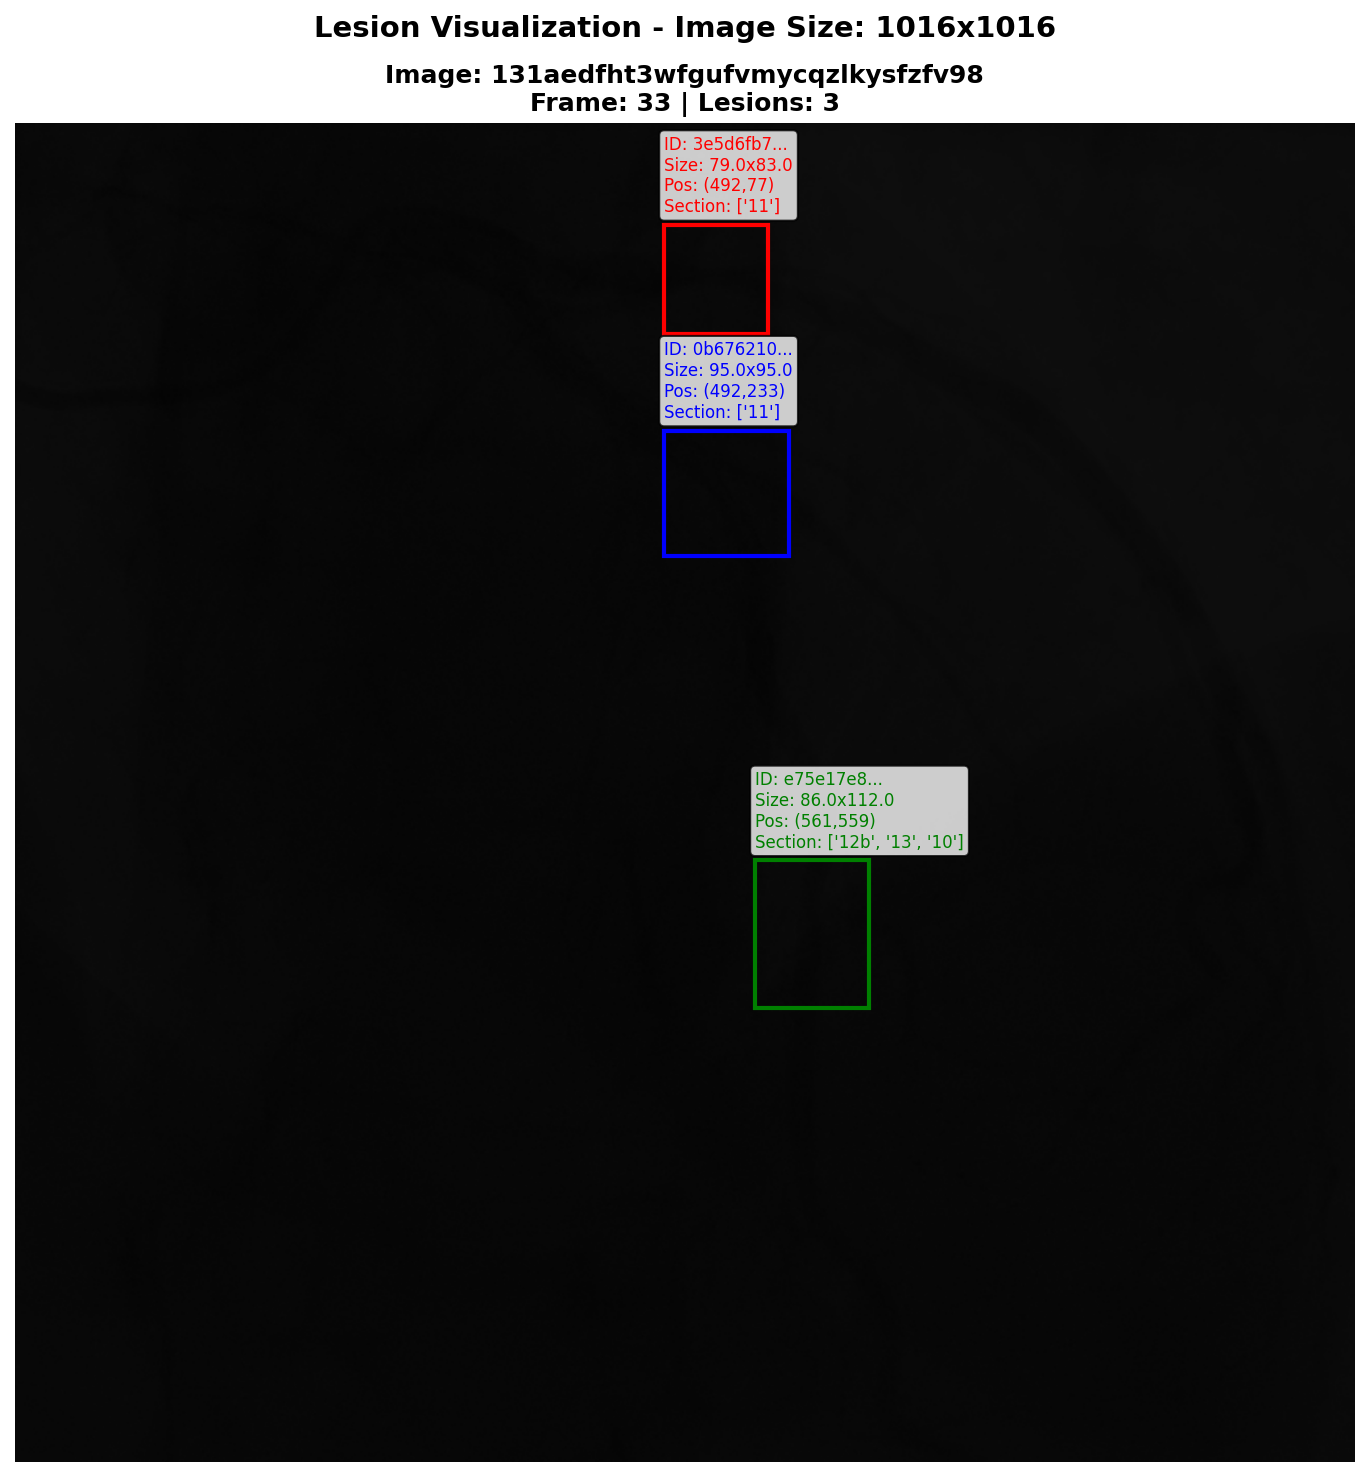 Lesion Visualization - Image Size: 1016x1016
Image: 131aedfht3wfgufvmycqzlkysfzfv98
Frame: 33 | Lesions: 3
ID: 3e5d6fb7...
Size: 79.0x83.0
Pos: (492,77)
Section: ['11']
ID: 0b676210...
Size: 95.0x95.0
Pos: (492,233)
Section: ['11']
ID: e75e17e8...
Size: 86.0x112.0
Pos: (561,559)
Section: ['12b', '13', '10']